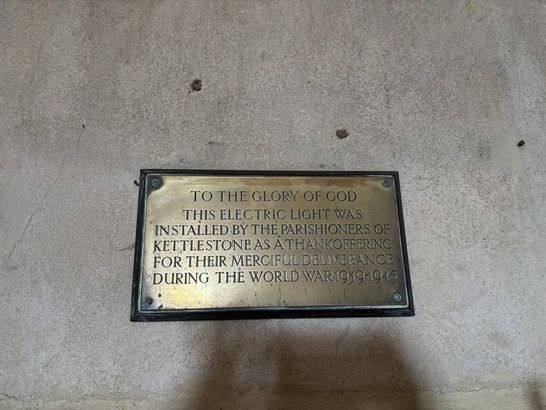 TO THE GLORY OF GOD
THIS ELECTRIC LIGHT WAS
INSTALLED BY THE PARISHIONERS OF
KETTLESTONE AS A THANKOFFERING
FOR THEIR MERCIFUL DELIVERANCE
DURING THE WORLD WAR 1939-1945